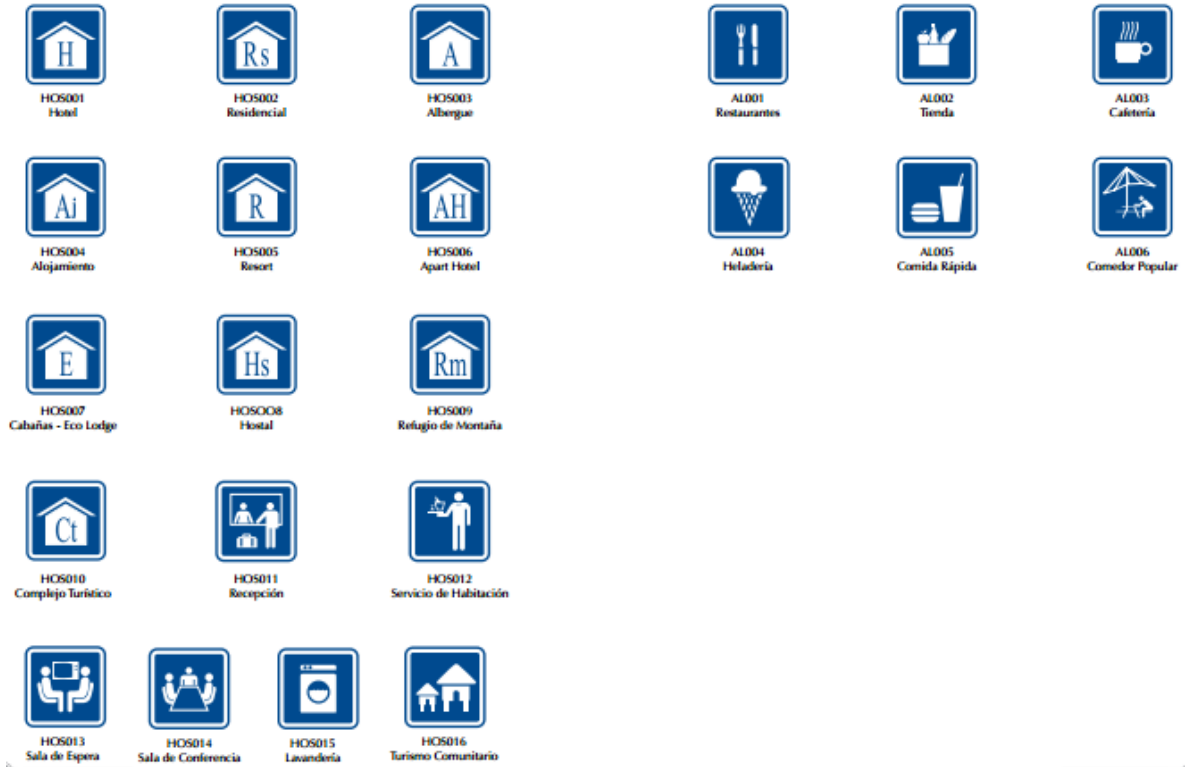 H
Rs
A
HOS001
Hotel
HOS002
Residencial
HOS003
Albergue
Aj
R
AH
HOS004
Alojamiento
HOS005
Resort
HOS006
Apart Hotel
E
Hs
Rm
HOS007
Cabañas - Eco Lodge
HOSOO8
Hostal
HOS009
Refugio de Montaña
Ct
HOS010
Complejo Turístico
HOS011
Recepción
HOS012
Servicio de Habitación
HOS013
Sala de Espera
HOS014
Sala de Conferencia
HOS015
Lavandería
HOS016
Turismo Comunitario
AL001
Restaurantes
AL002
Tienda
AL003
Cafetería
AL004
Heladería
AL005
Comida Rápida
AL006
Comedor Popular